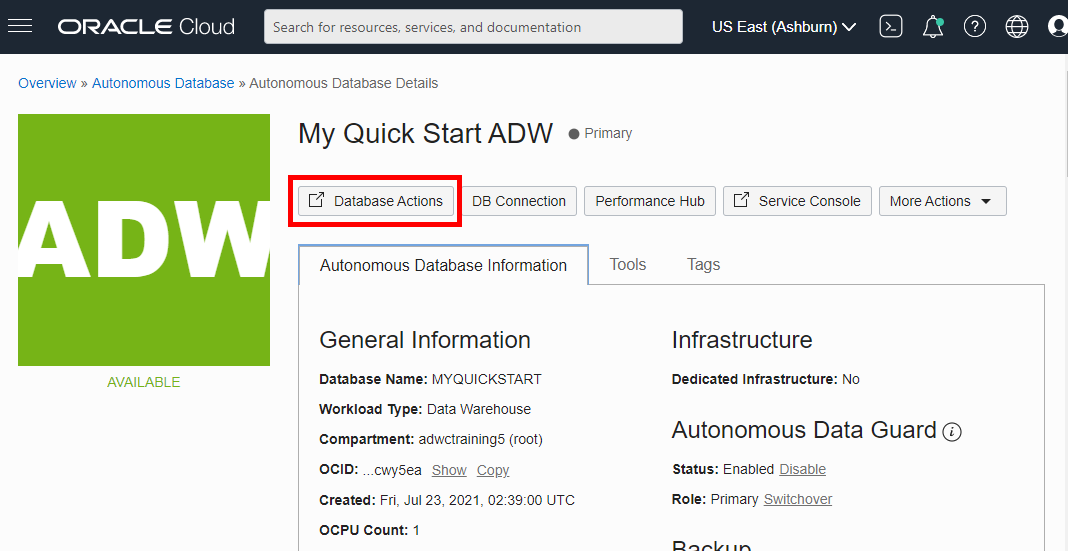 ORACLE Cloud
Search for resources, services, and documentation
US East (Ashburn)
Overview » Autonomous Database » Autonomous Database Details
ADW
AVAILABLE
My Quick Start ADW Primary
Database Actions DB Connection Performance Hub Service Console More Actions
Autonomous Database Information Tools Tags
General Information
Database Name: MYQUICKSTART
Workload Type: Data Warehouse
Compartment: adwctraining5 (root)
OCID: ...cwy5ea Show Copy
Created: Fri, Jul 23, 2021, 02:39:00 UTC
OCPU Count: 1
Infrastructure
Dedicated Infrastructure: No
Autonomous Data Guard
Status: Enabled Disable
Role: Primary Switchover
Backup